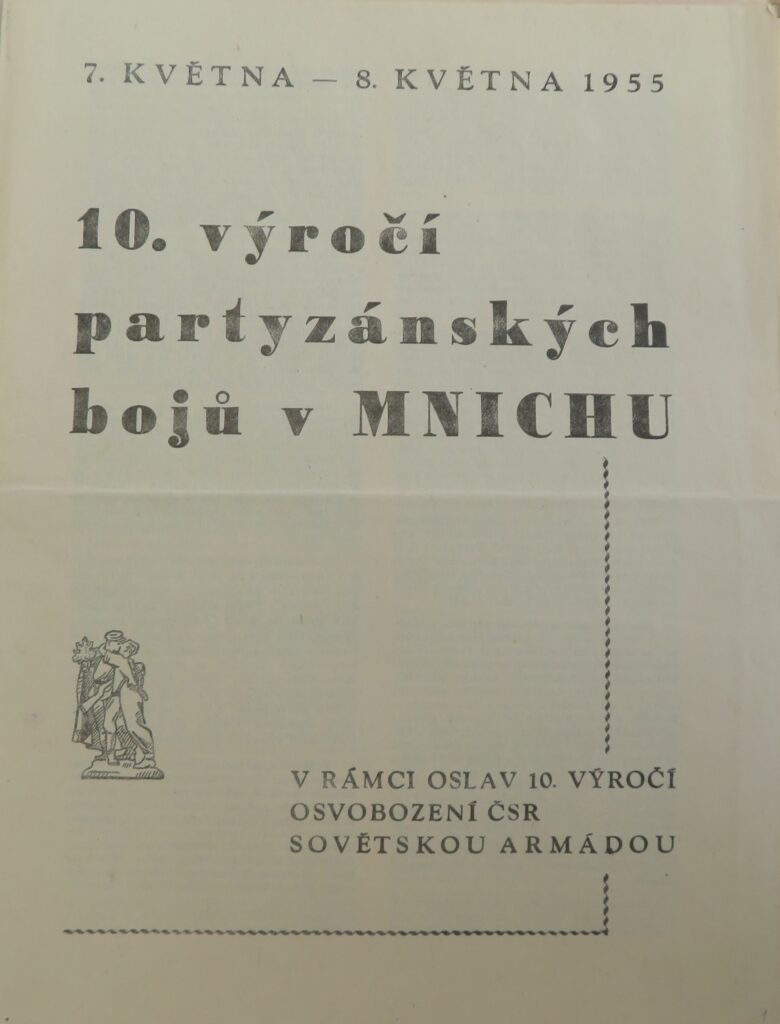 7. KVĚTNA — 8. KVĚTNA 1955
10. výročí
partyzánských
bojů v MNICHU
V RÁMCI OSLAV 10. VÝROČÍ
OSVOBOZENÍ ČSR
SOVĚTSKOU ARMÁDOU